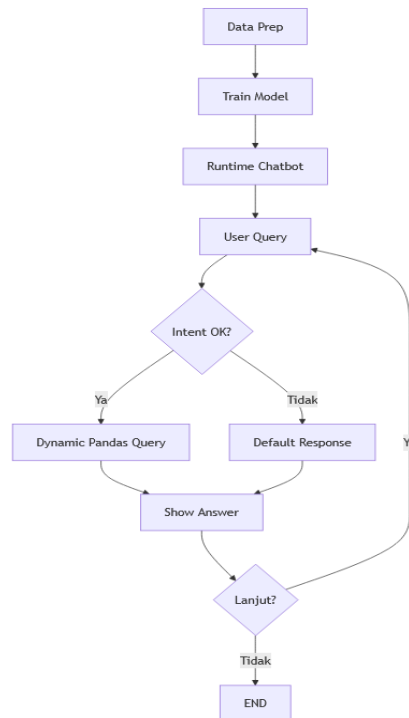 Data Prep
Train Model
Runtime Chatbot
User Query
Intent OK?
Ya
Tidak
Dynamic Pandas Query
Default Response
Show Answer
Lanjut?
Tidak
END